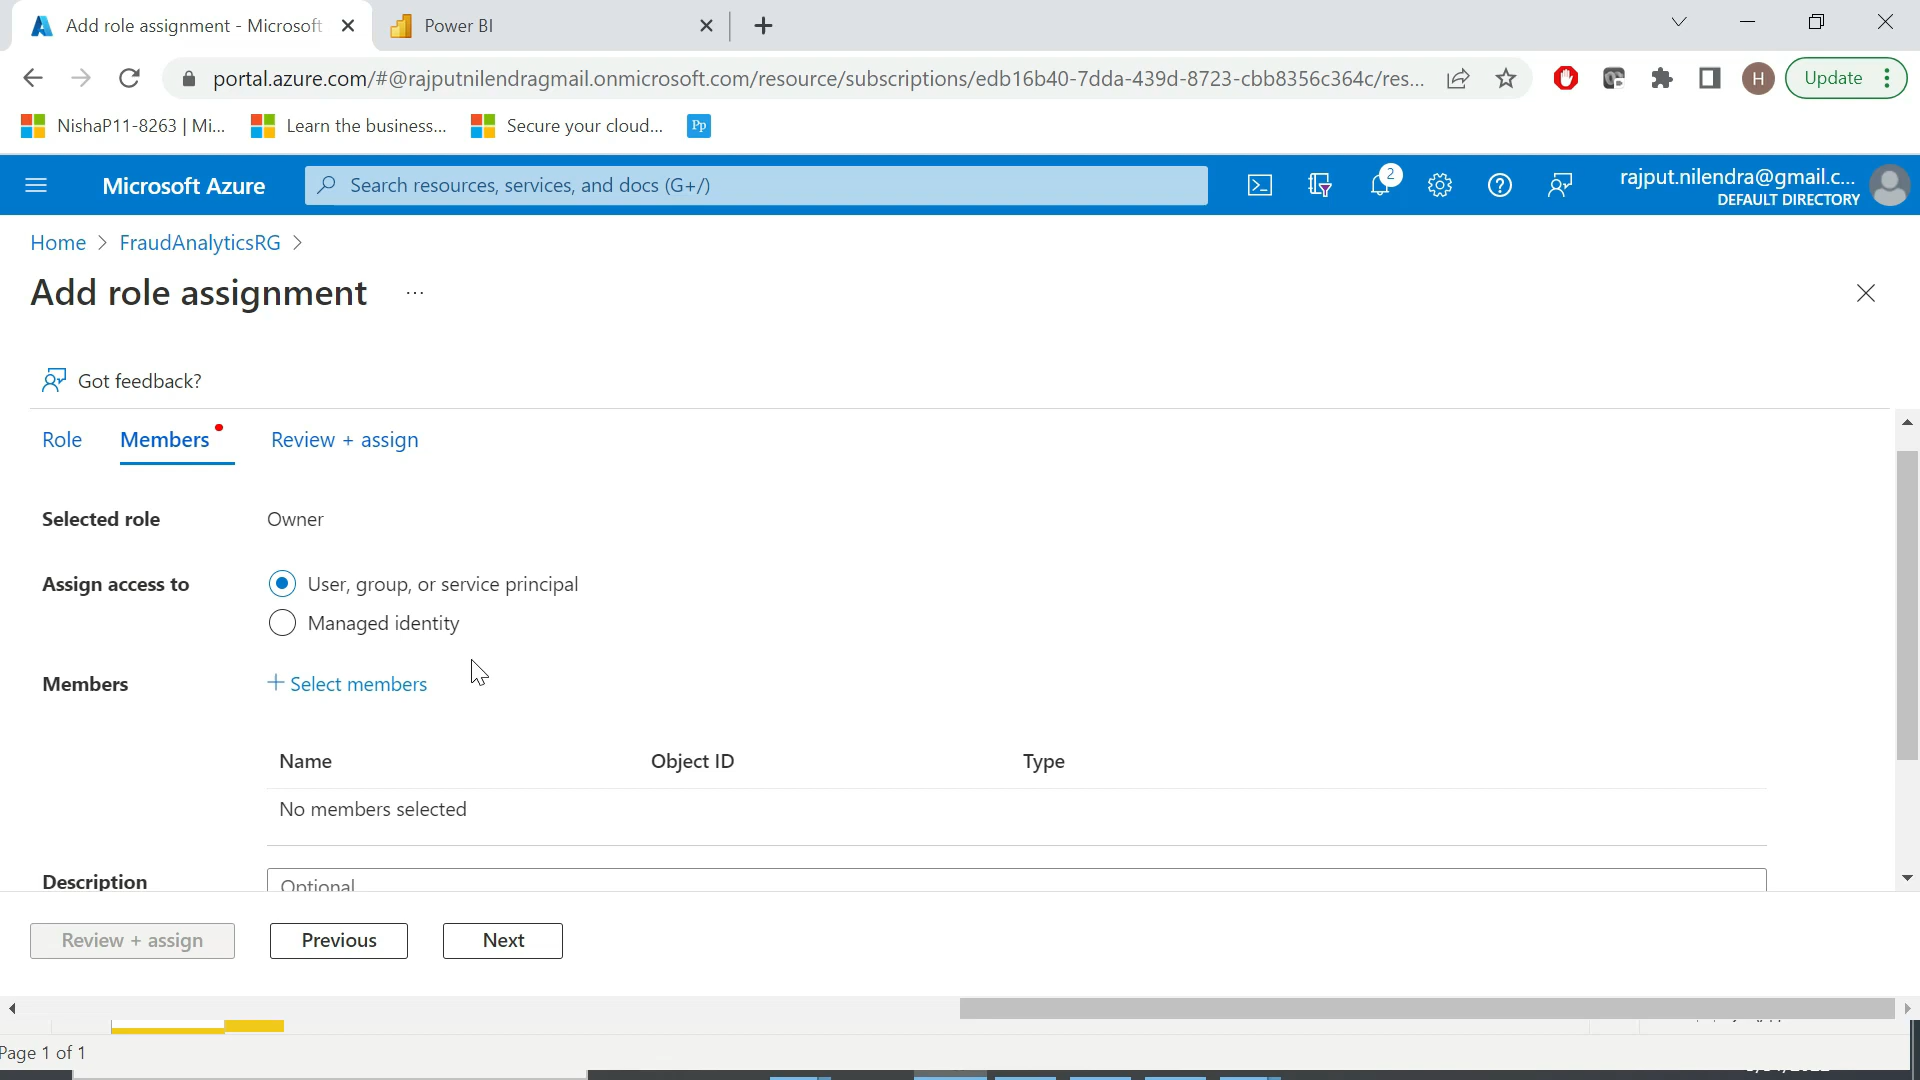 Add role assignment - Microsoft
Power BI
portal.azure.com/#@rajputnilendragmail.onmicrosoft.com/resource/subscriptions/edb16b40-7dda-439d-8723-cbb8356c364c/res...
H
Update
NishaP11-8263 | Mi...
Learn the business...
Secure your cloud...
Pp
Microsoft Azure
Search resources, services, and docs (G+/)
2
rajput.nilendra@gmail.c...
DEFAULT DIRECTORY
Home > FraudAnalyticsRG >
Add role assignment ...
Got feedback?
Role
Members
Review + assign
Selected role
Owner
Assign access to
User, group, or service principal
Managed identity
Members
+ Select members
Name
Object ID
Type
No members selected
Description
Optional
Review + assign
Previous
Next
Page 1 of 1